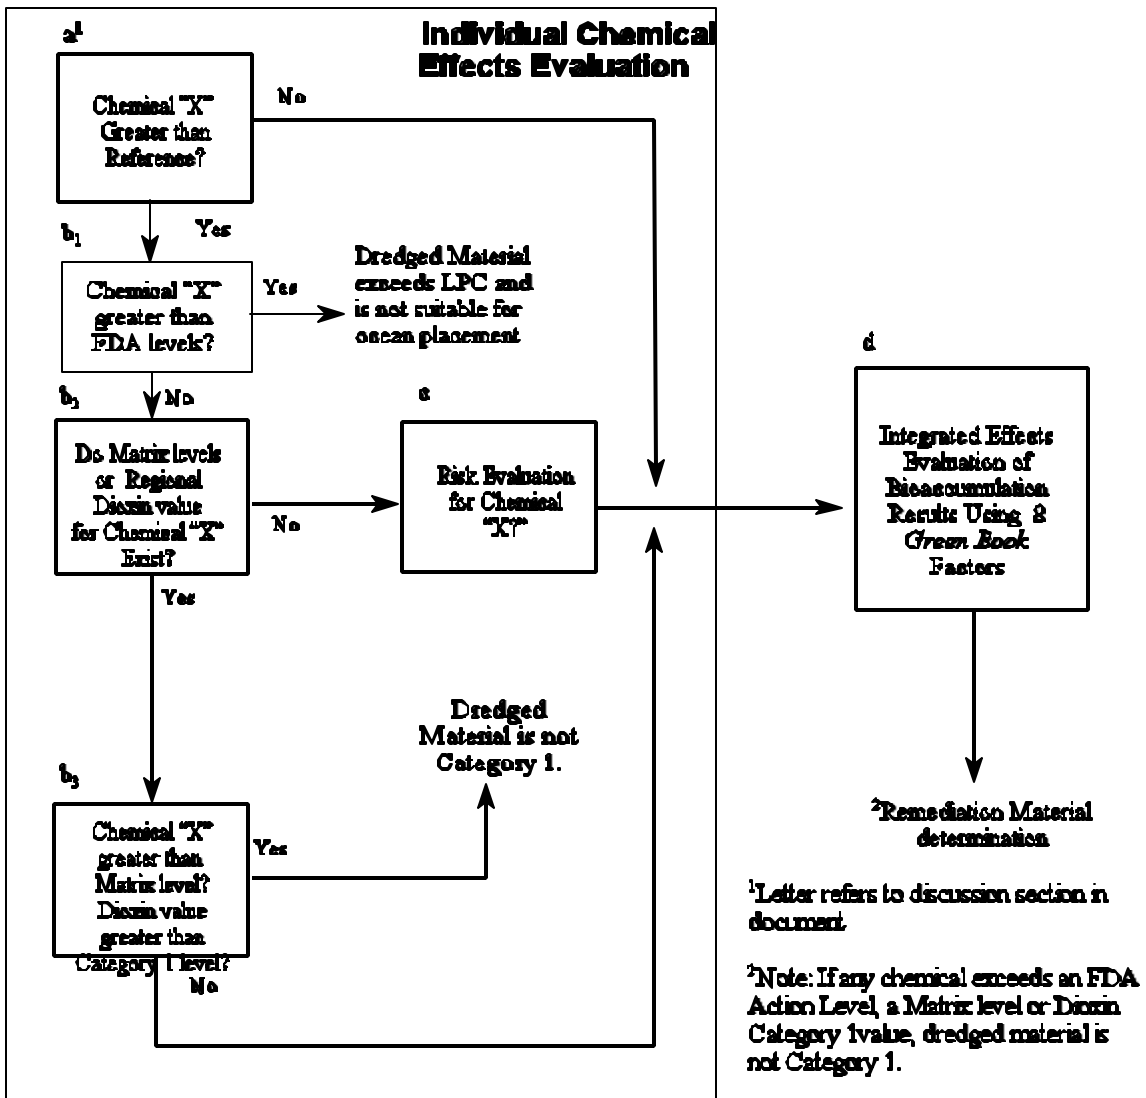 a¹
Individual Chemical
Effects Evaluation
Chemical "X"
Greater than
Reference?
No
Yes
b₁
Chemical "X"
greater than
FDA levels?
Yes
Dredged Material
exceeds LPC and
is not suitable for
ocean placement
No
b₂
Do Matrix levels
or Regional
Dioxin value
for Chemical "X"
Exist?
No
Yes
c
Risk Evaluation
for Chemical
"X?"
d
Integrated Effects
Evaluation of
Bioaccumulation
Results Using 8
Green Book
Factors
Dredged
Material is not
Category 1.
b₃
Chemical "X"
greater than
Matrix level?
Dioxin value
greater than
Category 1 level?
Yes
No
²Remediation Material
determination
¹Letter refers to discussion section in
document
²Note: If any chemical exceeds an FDA
Action Level, a Matrix level or Dioxin
Category 1value, dredged material is
not Category 1.